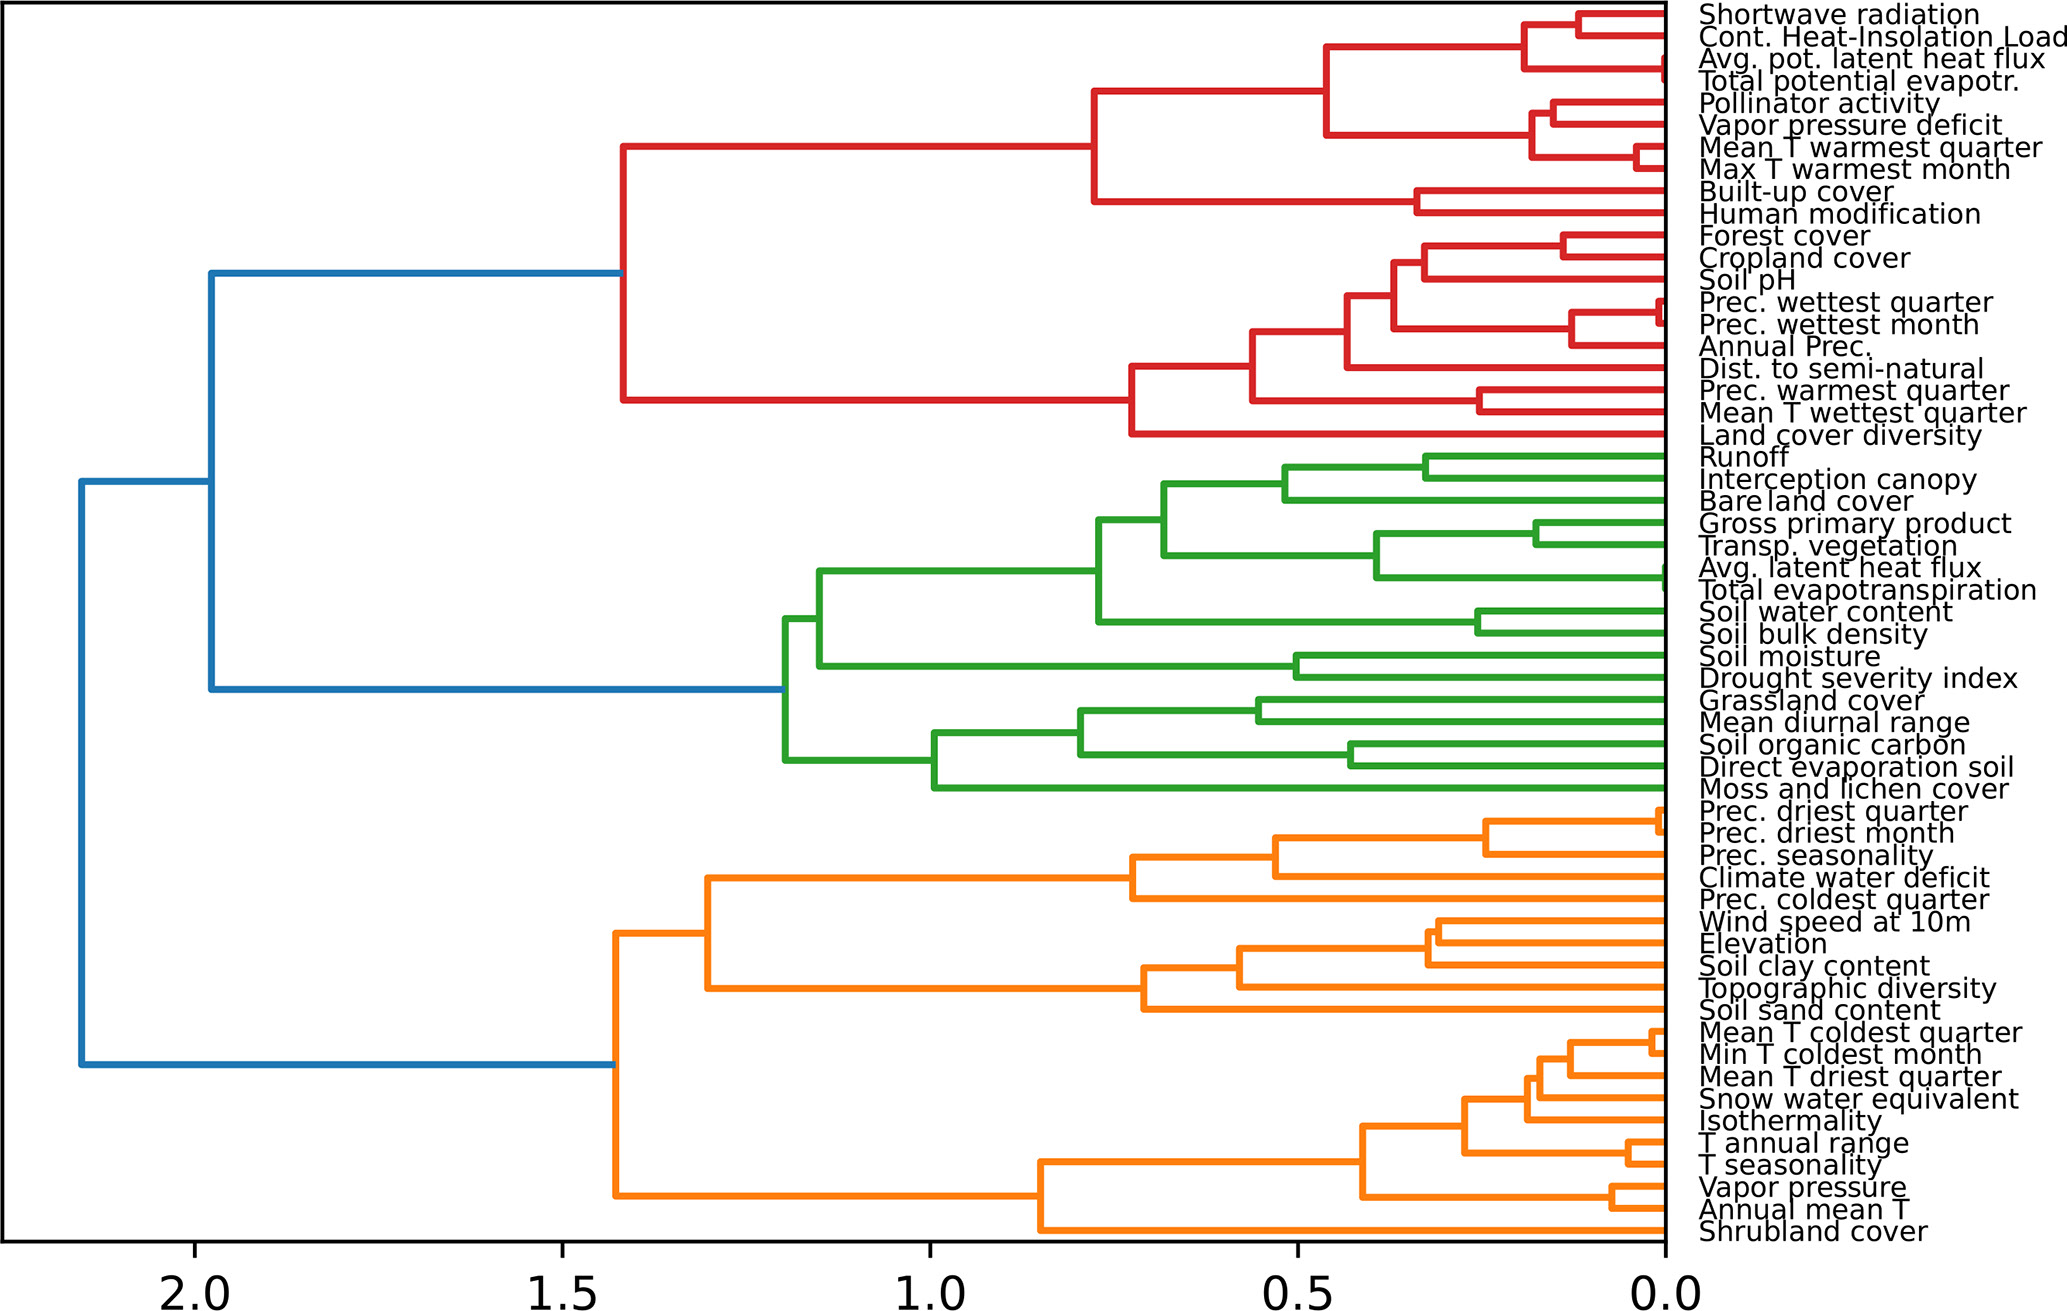 Shortwave radiation
Cont. Heat-Insolation Load
Avg. pot. latent heat flux
Total potential evapotr.
Pollinator activity
Vapor pressure deficit
Mean T warmest quarter
Max T warmest month
Built-up cover
Human modification
Forest cover
Cropland cover
Soil pH
Prec. wettest quarter
Prec. wettest month
Annual Prec.
Dist. to semi-natural
Prec. warmest quarter
Mean T wettest quarter
Land cover diversity
Runoff
Interception canopy
Bare land cover
Gross primary product
Transp. vegetation
Avg. latent heat flux
Total evapotranspiration
Soil water content
Soil bulk density
Soil moisture
Drought severity index
Grassland cover
Mean diurnal range
Soil organic carbon
Direct evaporation soil
Moss and lichen cover
Prec. driest quarter
Prec. driest month
Prec. seasonality
Climate water deficit
Prec. coldest quarter
Wind speed at 10m
Elevation
Soil clay content
Topographic diversity
Soil sand content
Mean T coldest quarter
Min T coldest month
Mean T driest quarter
Snow water equivalent
Isothermality
T annual range
T seasonality
Vapor pressure
Annual mean T
Shrubland cover
2.0 1.5 1.0 0.5 0.0